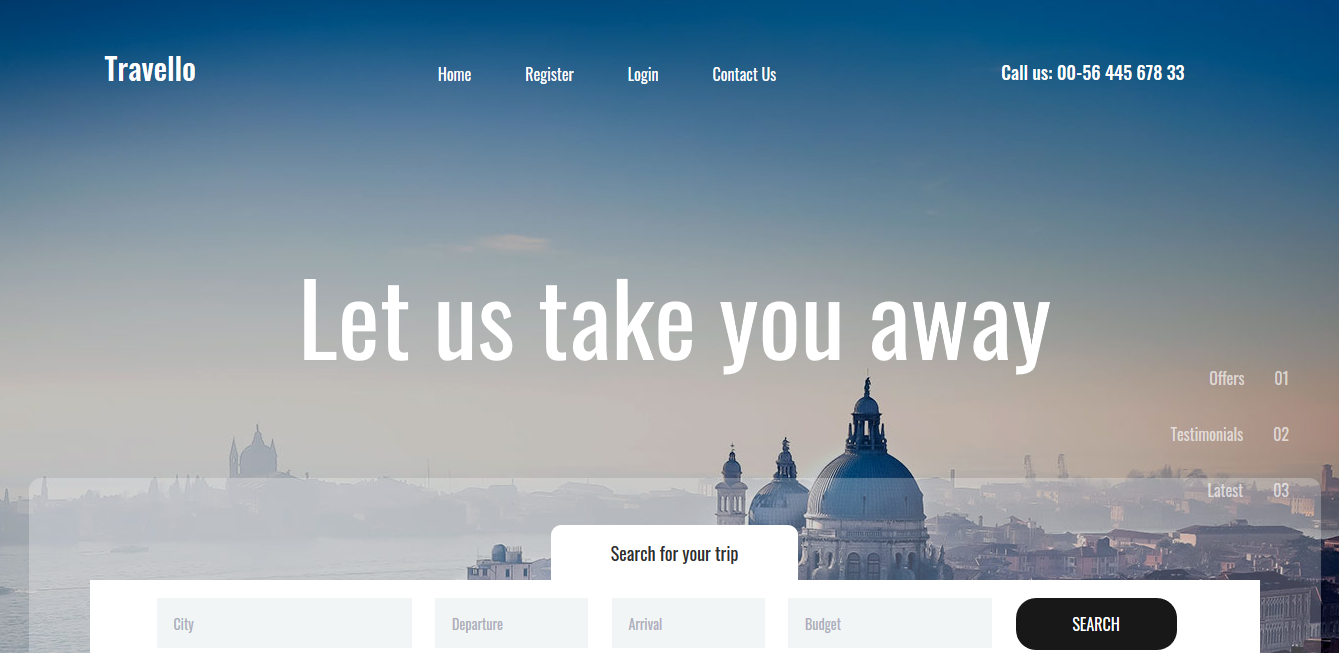 Travello
Home Register Login Contact Us
Call us: 00-56 445 678 33
Let us take you away
Offers 01
Testimonials 02
Latest 03
Search for your trip
City Departure Arrival Budget SEARCH